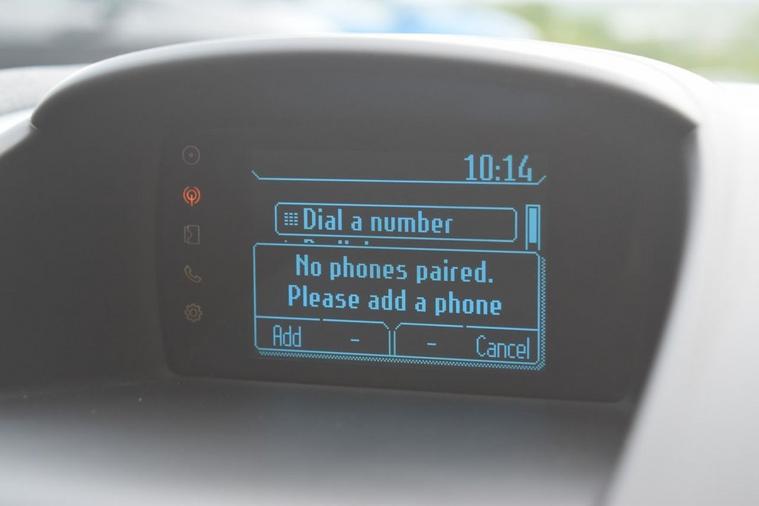 10:14
Dial a number
No phones paired.
Please add a phone
Add - - Cancel